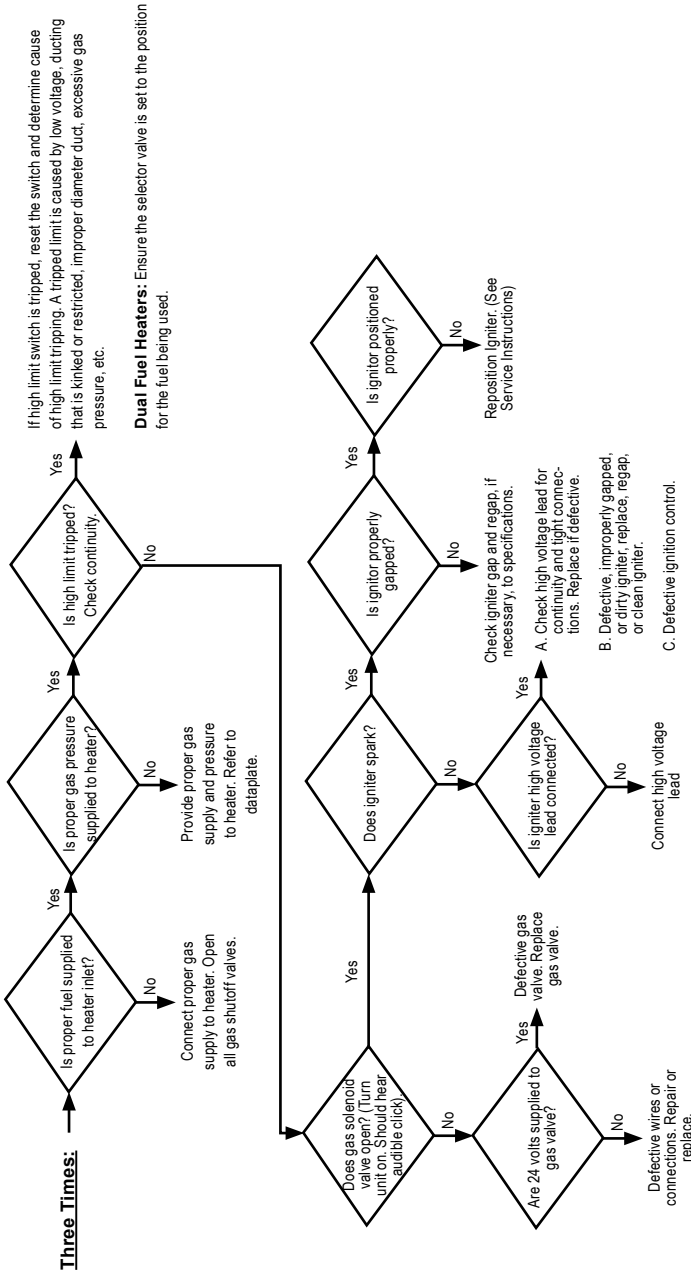 Three Times:
Is proper fuel supplied
to heater inlet?
Yes
No
Connect proper gas
supply to heater. Open
all gas shutoff valves.
Is proper gas pressure
supplied to heater?
Yes
No
Provide proper gas
supply and pressure
to heater. Refer to
dataplate.
Is high limit tripped?
Check continuity.
Yes
No
If high limit switch is tripped, reset the switch and determine cause
of high limit tripping. A tripped limit is caused by low voltage, ducting
that is kinked or restricted, improper diameter duct, excessive gas
pressure, etc.
Dual Fuel Heaters: Ensure the selector valve is set to the position
for the fuel being used.
Does gas solenoid
valve open? (Turn
unit on. Should hear
audible click).
Yes
No
Are 24 volts supplied to
gas valve?
Yes
Defective gas
valve. Replace
gas valve.
No
Defective wires or
connections. Repair or
replace.
Does igniter spark?
Yes
No
Is igniter high voltage
lead connected?
Yes
A. Check high voltage lead for
continuity and tight connec-
tions. Replace if defective.
B. Defective, improperly gapped,
or dirty igniter, replace, regap,
or clean igniter.
C. Defective ignition control.
No
Connect high voltage
lead
Is ignitor properly
gapped?
Yes
No
Check igniter gap and regap, if
necessary, to specifications.
Is ignitor positioned
properly?
No
Reposition Igniter. (See
Service Instructions)